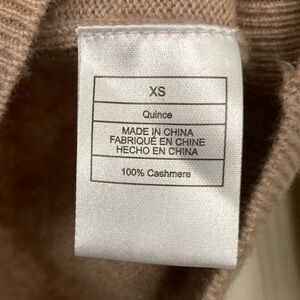 XS
Quince
MADE IN CHINA
FABRIQUÉ EN CHINE
HECHO EN CHINA
100% Cashmere